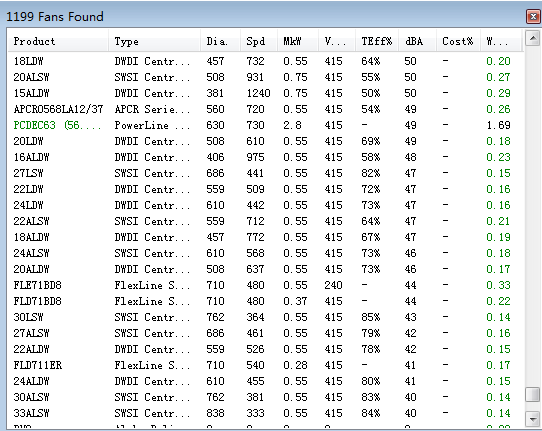 1199 Fans Found
Product Type Dia. Spd MkW V... TEff% dBA Cost% W...
18LDW DWDI Centr... 457 732 0.55 415 64% 50 - 0.20
20ALSW SWSI Centr... 508 931 0.75 415 55% 50 - 0.27
15ALDW DWDI Centr... 381 1240 0.75 415 50% 50 - 0.29
APCR0568LA12/37 APCR Serie... 560 720 0.55 415 54% 49 - 0.26
PCDEC63 (56.... PowerLine ... 630 730 2.8 415 - 49 - 1.69
20LDW DWDI Centr... 508 610 0.55 415 69% 49 - 0.18
16ALDW DWDI Centr... 406 975 0.55 415 58% 48 - 0.23
27LSW SWSI Centr... 686 441 0.55 415 82% 47 - 0.15
22LDW DWDI Centr... 559 509 0.55 415 72% 47 - 0.16
24LDW DWDI Centr... 610 442 0.55 415 73% 47 - 0.16
22ALSW SWSI Centr... 559 712 0.55 415 64% 47 - 0.21
18ALDW DWDI Centr... 457 772 0.55 415 67% 47 - 0.19
24ALSW SWSI Centr... 610 568 0.55 415 73% 46 - 0.18
20ALDW DWDI Centr... 508 637 0.55 415 73% 46 - 0.17
FLE71BD8 FlexLine S... 710 480 0.55 240 - 44 - 0.33
FLD71BD8 FlexLine S... 710 480 0.37 415 - 44 - 0.22
30LSW SWSI Centr... 762 364 0.55 415 85% 43 - 0.14
27ALSW SWSI Centr... 686 461 0.55 415 79% 42 - 0.16
22ALDW DWDI Centr... 559 526 0.55 415 78% 42 - 0.15
FLD711ER FlexLine S... 710 540 0.28 415 - 41 - 0.17
24ALDW DWDI Centr... 610 455 0.55 415 80% 41 - 0.15
30ALSW SWSI Centr... 762 381 0.55 415 83% 40 - 0.14
33ALSW SWSI Centr... 838 333 0.55 415 84% 40 - 0.14